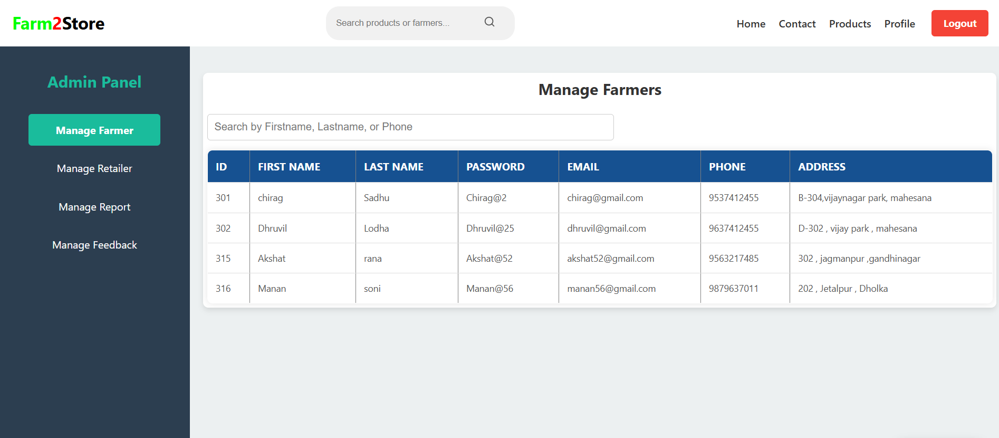 Farm2Store
Search products or farmers...
Home Contact Products Profile Logout
Admin Panel
Manage Farmer
Manage Retailer
Manage Report
Manage Feedback
Manage Farmers
Search by Firstname, Lastname, or Phone
ID FIRST NAME LAST NAME PASSWORD EMAIL PHONE ADDRESS
301 chirag Sadhu Chirag@2 chirag@gmail.com 9537412455 B-304,vijaynagar park, mahesana
302 Dhruvil Lodha Dhruvil@25 dhruvil@gmail.com 9637412455 D-302 , vijay park , mahesana
315 Akshat rana Akshat@52 akshat52@gmail.com 9563217485 302 , jagmanpur ,gandhinagar
316 Manan soni Manan@56 manan56@gmail.com 9879637011 202 , Jetalpur , Dholka